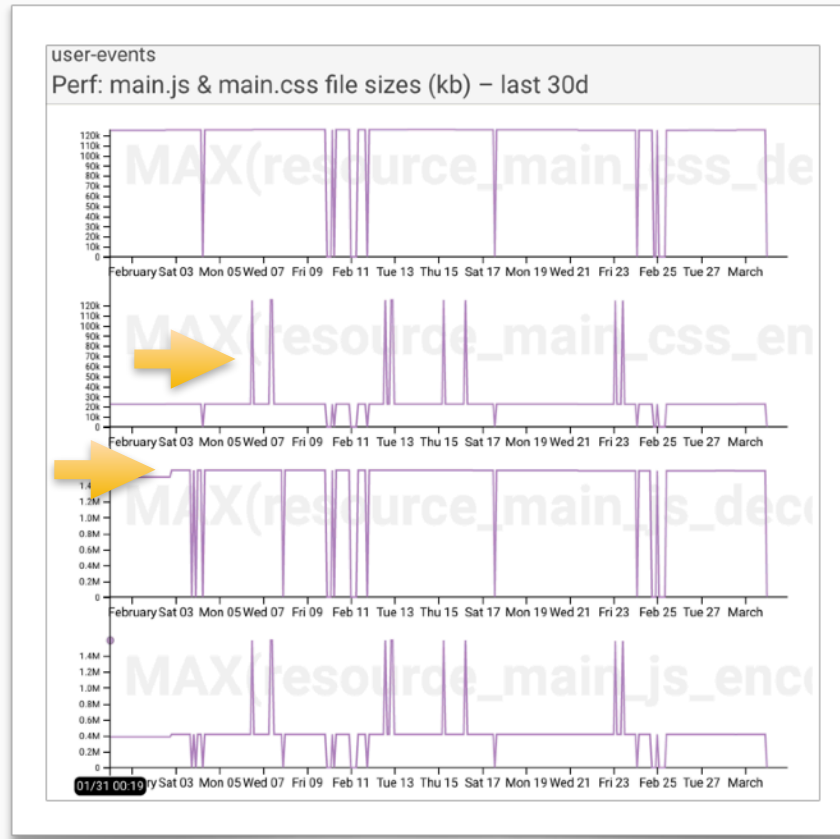 user-events
Perf: main.js & main.css file sizes (kb) – last 30d
MAX(resource_main_css_de
120k
110k
100k
90k
80k
70k
60k
50k
40k
30k
20k
10k
0
February Sat 03 Mon 05 Wed 07 Fri 09 Feb 11 Tue 13 Thu 15 Sat 17 Mon 19 Wed 21 Fri 23 Feb 25 Tue 27 March
MAX(resource_main_css_en
120k
110k
100k
90k
80k
70k
60k
50k
40k
30k
20k
10k
0
February Sat 03 Mon 05 Wed 07 Fri 09 Feb 11 Tue 13 Thu 15 Sat 17 Mon 19 Wed 21 Fri 23 Feb 25 Tue 27 March
MAX(resource_main_js_deco
1.4
1.2M
1.0M
0.8M
0.6M
0.4M
0.2M
0
February Sat 03 Mon 05 Wed 07 Fri 09 Feb 11 Tue 13 Thu 15 Sat 17 Mon 19 Wed 21 Fri 23 Feb 25 Tue 27 March
MAX(resource_main_js_enco
1.4M
1.2M
1.0M
0.8M
0.6M
0.4M
0.2M
0
01/31 00:19 ry Sat 03 Mon 05 Wed 07 Fri 09 Feb 11 Tue 13 Thu 15 Sat 17 Mon 19 Wed 21 Fri 23 Feb 25 Tue 27 March